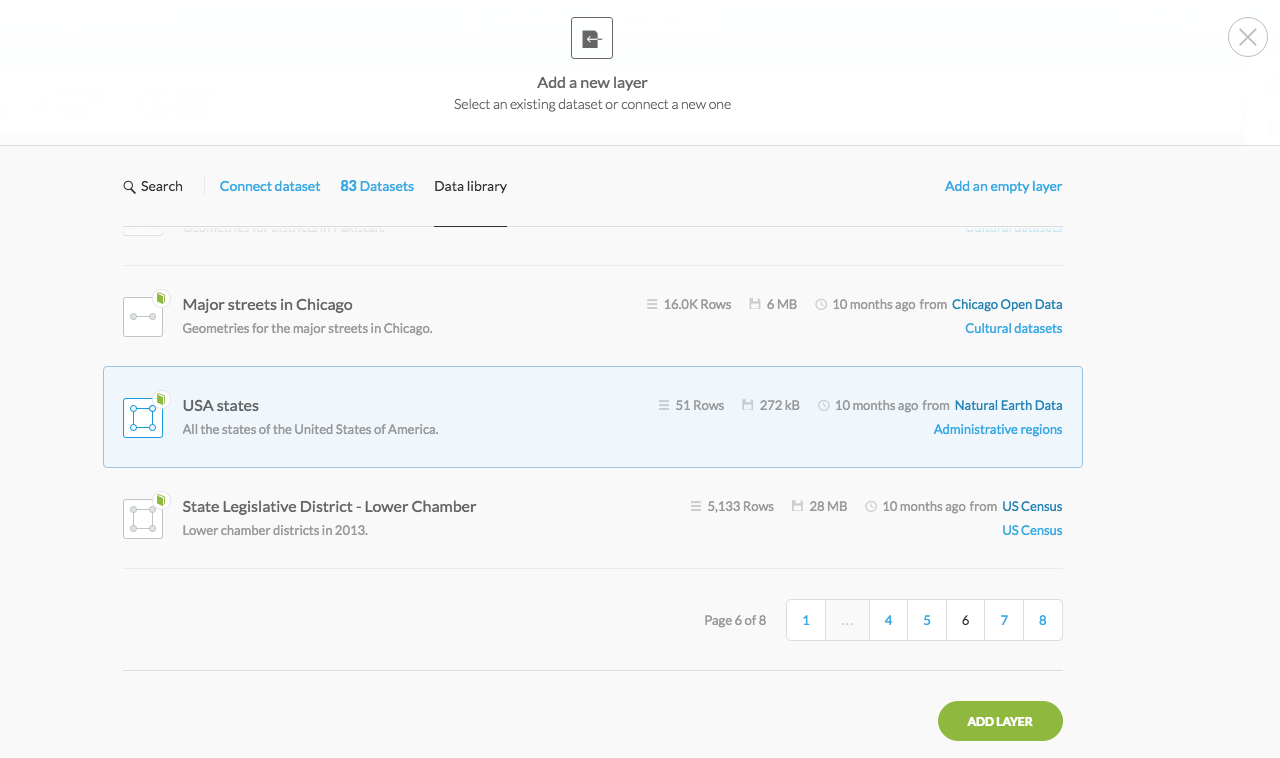 Add a new layer
Select an existing dataset or connect a new one
Search Connect dataset 83 Datasets Data library Add an empty layer
Geometries for districts in Pakistan. Cultural datasets
Major streets in Chicago 16.0K Rows 6 MB 10 months ago from Chicago Open Data
Geometries for the major streets in Chicago. Cultural datasets
USA states 51 Rows 272 kB 10 months ago from Natural Earth Data
All the states of the United States of America. Administrative regions
State Legislative District - Lower Chamber 5,133 Rows 28 MB 10 months ago from US Census
Lower chamber districts in 2013. US Census
Page 6 of 8 1 ... 4 5 6 7 8
ADD LAYER